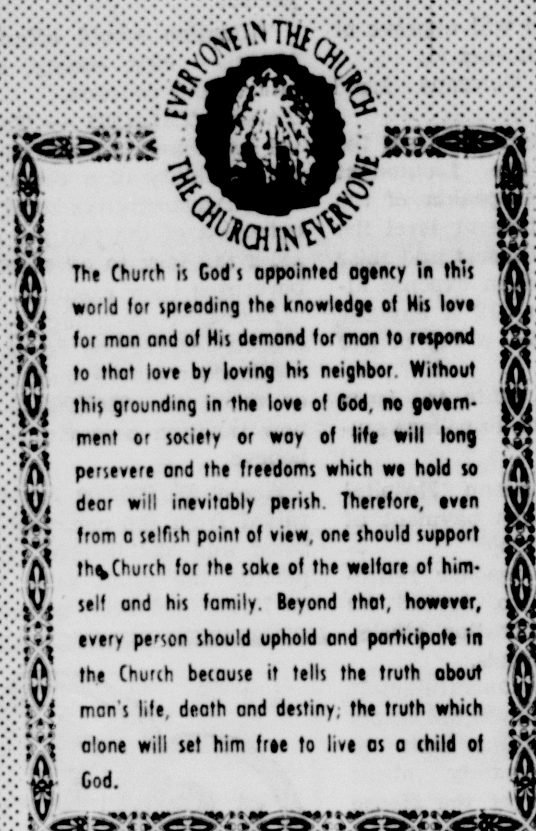 EVERYONE IN THE CHURCH
THE CHURCH IN EVERYONE
The Church is God's appointed agency in this
world for spreading the knowledge of His love
for man and of His demand for man to respond
to that love by loving his neighbor. Without
this grounding in the love of God, no govern-
ment or society or way of life will long
persevere and the freedoms which we hold so
dear will inevitably perish. Therefore, even
from a selfish point of view, one should support
the Church for the sake of the welfare of him-
self and his family. Beyond that, however,
every person should uphold and participate in
the Church because it tells the truth about
man's life, death and destiny; the truth which
alone will set him free to live as a child of
God.